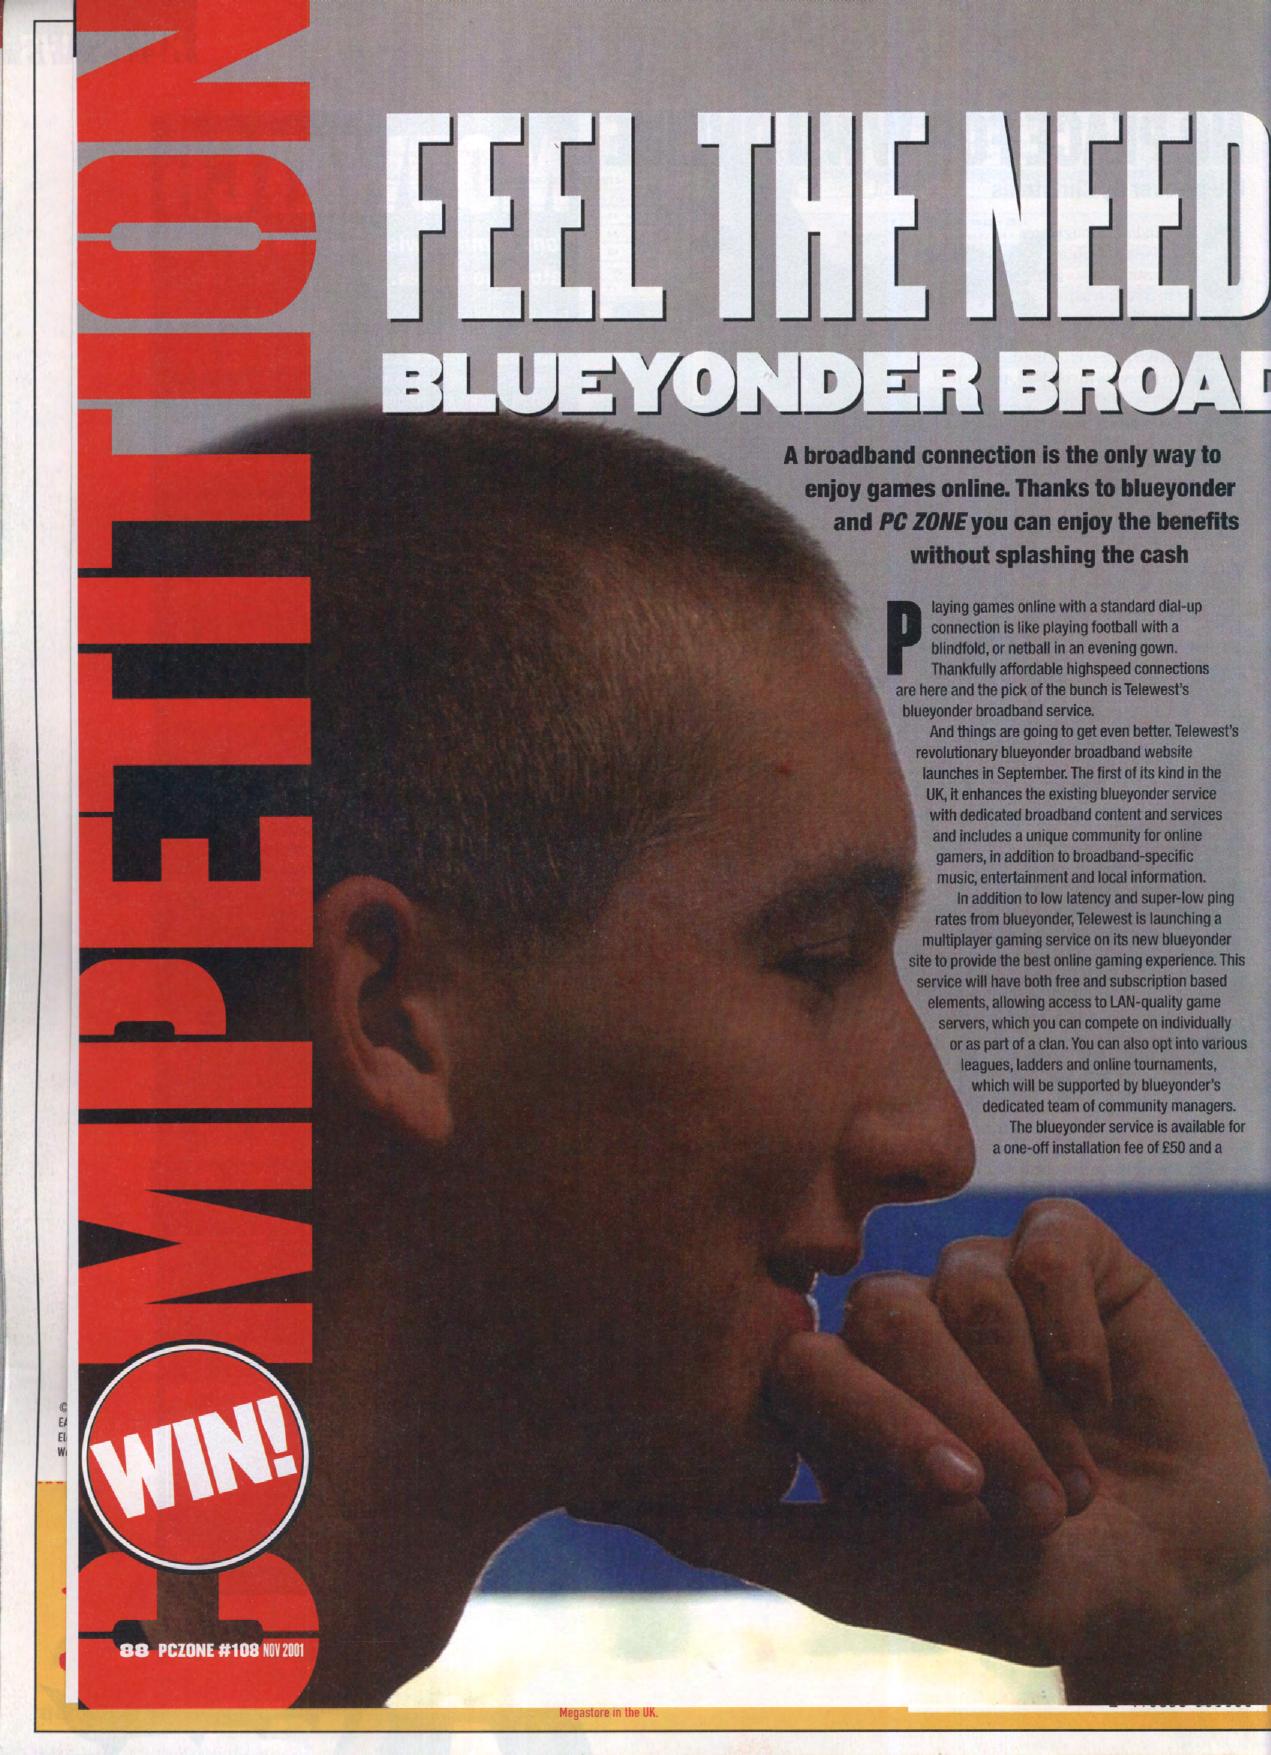 COMPETITION
WIN!
FEEL THE NEED
BLUEYONDER BROAD
A broadband connection is the only way to
enjoy games online. Thanks to blueyonder
and PC ZONE you can enjoy the benefits
without splashing the cash
Playing games online with a standard dial-up
connection is like playing football with a
blindfold, or netball in an evening gown.
Thankfully affordable highspeed connections
are here and the pick of the bunch is Telewest's
blueyonder broadband service.
And things are going to get even better. Telewest's
revolutionary blueyonder broadband website
launches in September. The first of its kind in the
UK, it enhances the existing blueyonder service
with dedicated broadband content and services
and includes a unique community for online
gamers, in addition to broadband-specific
music, entertainment and local information.
In addition to low latency and super-low ping
rates from blueyonder, Telewest is launching a
multiplayer gaming service on its new blueyonder
site to provide the best online gaming experience. This
service will have both free and subscription based
elements, allowing access to LAN-quality game
servers, which you can compete on individually
or as part of a clan. You can also opt into various
leagues, ladders and online tournaments,
which will be supported by blueyonder's
dedicated team of community managers.
The blueyonder service is available for
a one-off installation fee of £50 and a
88 PCZONE #108 NOV 2001
Megastore in the UK.